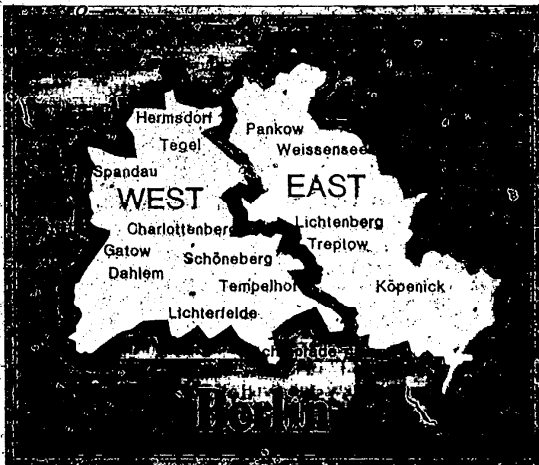 Hermsdorf
Pankow
Tegel
Weissensee
Spandau
WEST
EAST
Lichtenberg
Charlottenberg
Treptow
Gatow
Schöneberg
Dahlem
Tempelhof
Köpenick
Lichterfelde
Berlin